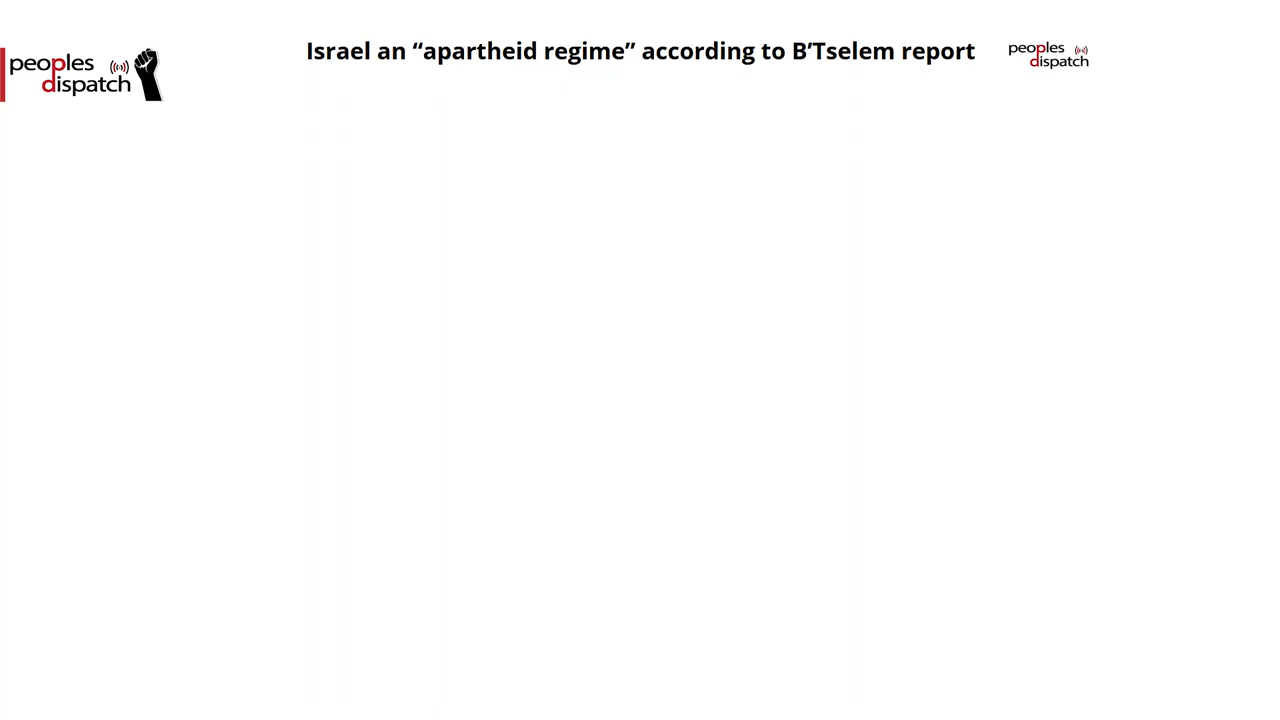 peoples
dispatch
Israel an “apartheid regime” according to B’Tselem report
peoples
dispatch